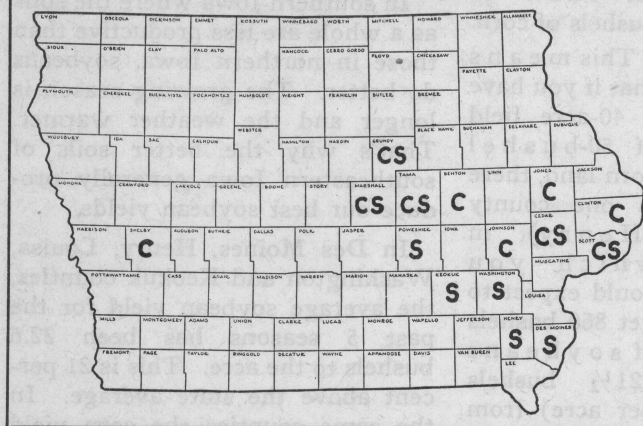 LYON OSCEOLA DICKINSON EMMET KOSSUTH WINNEBAGO WORTH MITCHELL HOWARD WINNESHIEK ALLAMAKEE
SIOUX O'BRIEN CLAY PALO ALTO HANCOCK CERRO GORDO FLOYD CHICKASAW
FAYETTE CLAYTON
PLYMOUTH CHEROKEE BUENA VISTA POCAHONTAS HUMBOLDT WRIGHT FRANKLIN BUTLER BREMER
WOODBURY IDA SAC CALHOUN WEBSTER HAMILTON HARDIN GRUNDY BLACK HAWK BUCHANAN DELAWARE DUBUQUE
CS
MONONA CRAWFORD CARROLL GREENE BOONE STORY MARSHALL TAMA BENTON LINN JONES JACKSON
CS CS C C C
CLINTON
C
CEDAR
CS
HARRISON SHELBY AUDUBON GUTHRIE DALLAS POLK JASPER POWESHIEK IOWA JOHNSON SCOTT
C CS C CS
MUSCATINE
POTTAWATTAMIE CASS ADAIR MADISON WARREN MARION MAHASKA KEOKUK WASHINGTON
S S
LOUISA
MILLS MONTGOMERY ADAMS UNION CLARKE LUCAS MONROE WAPELLO JEFFERSON HENRY DES MOINES
S S
FREMONT PAGE TAYLOR RINGGOLD DECATUR WAYNE APPANOOSE DAVIS VAN BUREN LEE